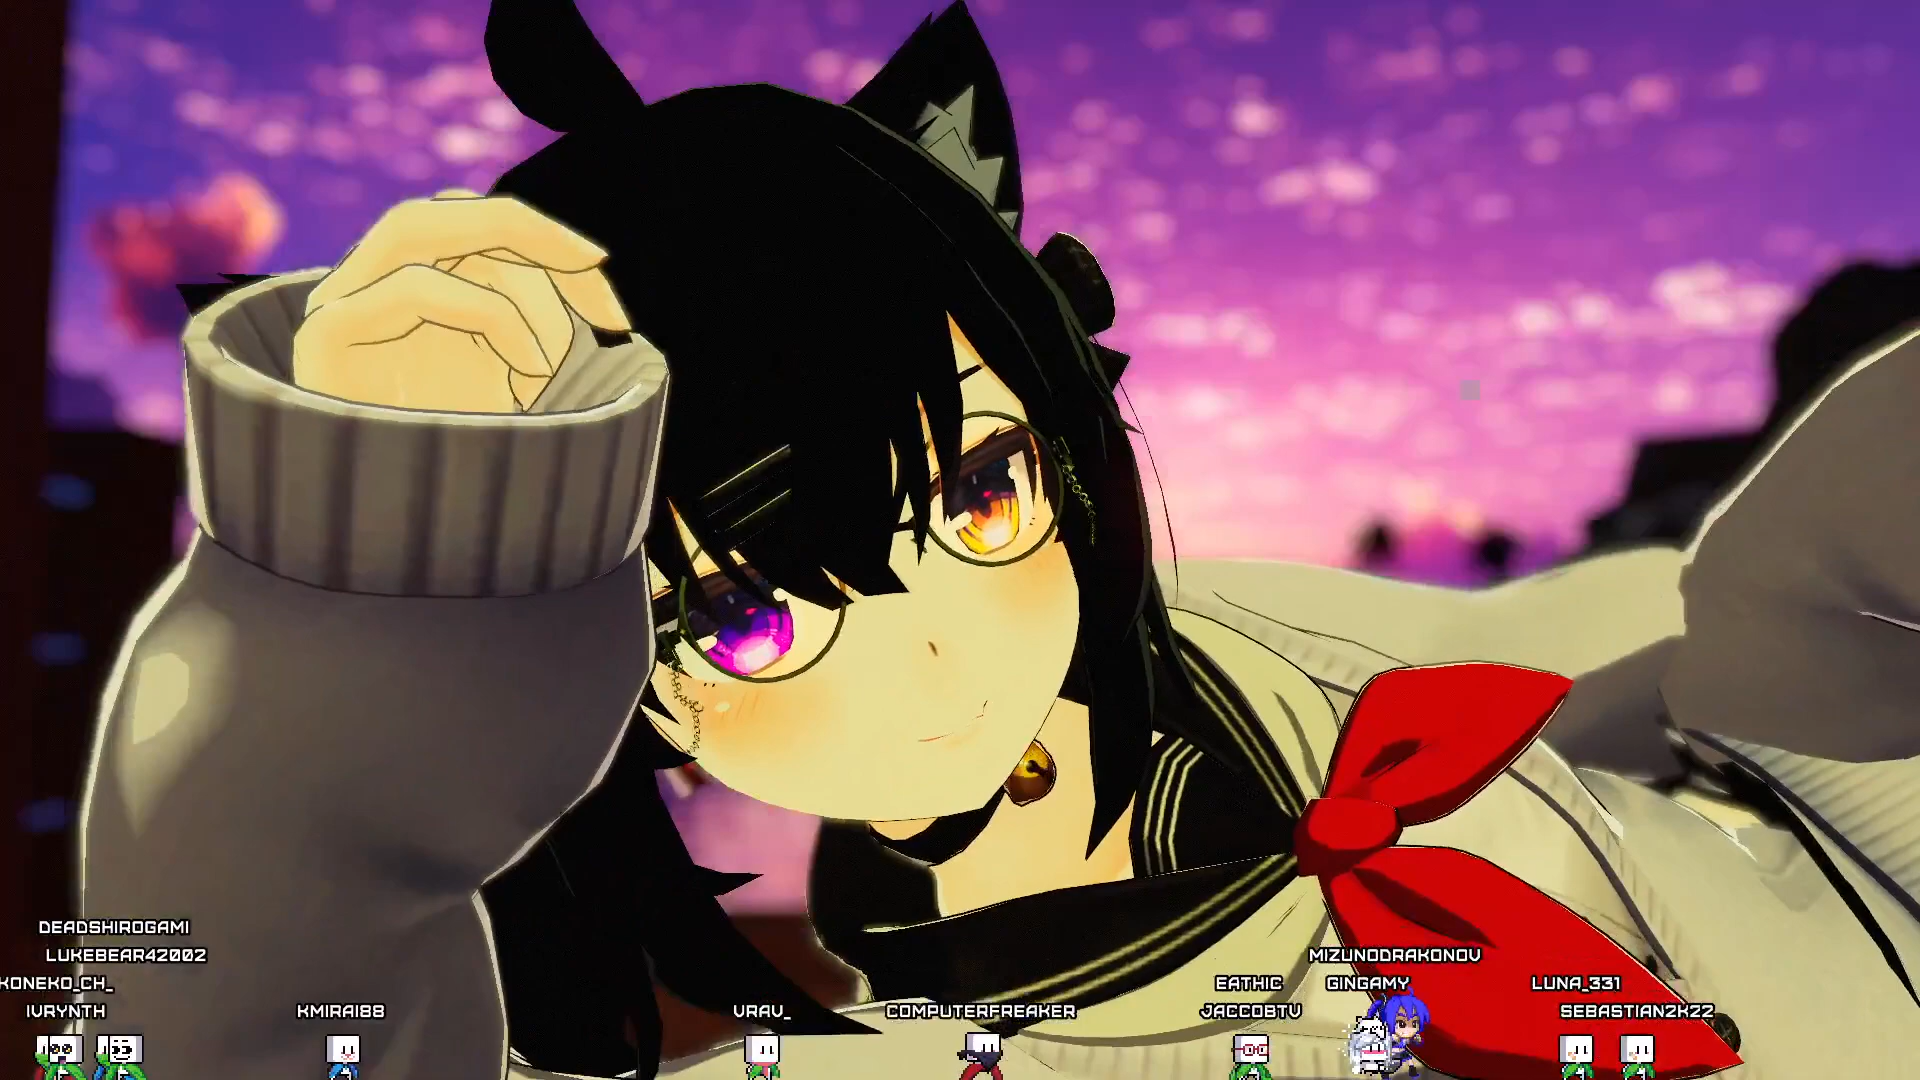 DEADSHIROGAMI
LUKEBEAR42002
KONEKO_CH_
IVRYNTH
KMIRAI88
VRAV_
COMPUTERFREAKER
EATHIC
JACCOBTV
MIZUNODRAKONOV
GINGAMY
LUNA_331
SEBASTIAN2K22